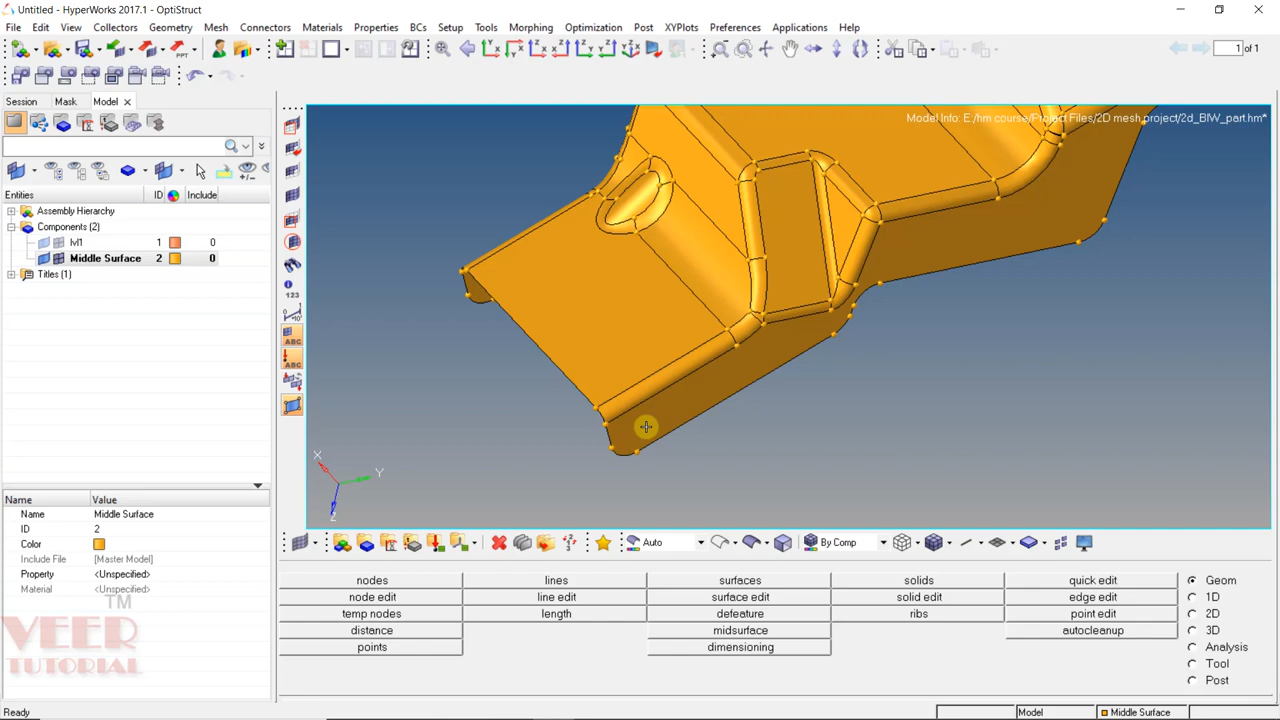 Untitled - HyperWorks 2017.1 - OptiStruct
File Edit View Collectors Geometry Mesh Connectors Materials Properties BCs Setup Tools Morphing Optimization Post XYPlots Preferences Applications Help
1 of 1
Session Mask Model
Entities ID Include
Assembly Hierarchy
Components (2)
lvl1 1 0
Middle Surface 2 0
Titles (1)
Model Info: E:/hm course/Project Files/2D mesh project/2d_BIW_part.hm*
123
ABC
ABC
X
Y
Z
Name Value
Name Middle Surface
ID 2
Color
Include File [Master Model]
Property <Unspecified>
Material <Unspecified>
TM
VEER
TUTORIAL
Auto By Comp
nodes lines surfaces solids quick edit Geom
node edit line edit surface edit solid edit edge edit 1D
temp nodes length defeature ribs point edit 2D
distance midsurface autocleanup 3D
points dimensioning Analysis
Tool
Post
Ready Model Middle Surface